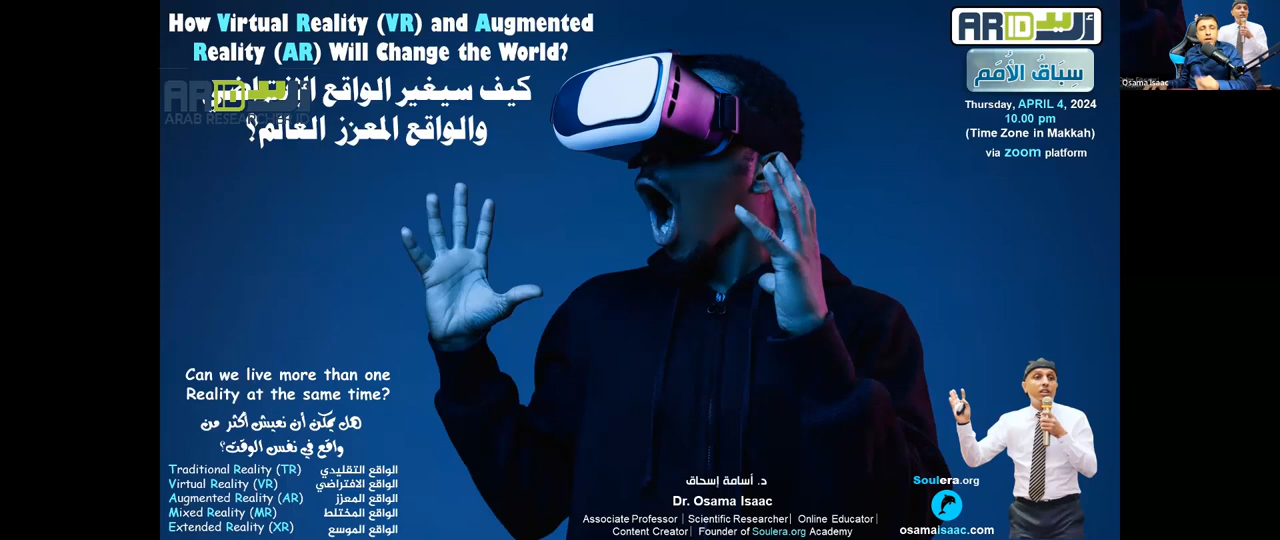 How Virtual Reality (VR) and Augmented
Reality (AR) Will Change the World?
كيف سيغير الواقع الافتراضي
والواقع المعزز العالم؟
ARID أريد
ARAB RESEARCHER ID
ARID أريد
سِبَاقُ الأُمَم
Thursday, APRIL 4, 2024
10.00 pm
(Time Zone in Makkah)
via zoom platform
Osama Isaac
Can we live more than one
Reality at the same time?
هل يمكن أن نعيش أكثر من
واقع في نفس الوقت؟
Traditional Reality (TR) الواقع التقليدي
Virtual Reality (VR) الواقع الافتراضي
Augmented Reality (AR) الواقع المعزز
Mixed Reality (MR) الواقع المختلط
Extended Reality (XR) الواقع الموسع
د. أسامة إسحاق
Dr. Osama Isaac
Associate Professor | Scientific Researcher | Online Educator |
Content Creator | Founder of Soulera.org Academy
Soulera.org
osamaisaac.com